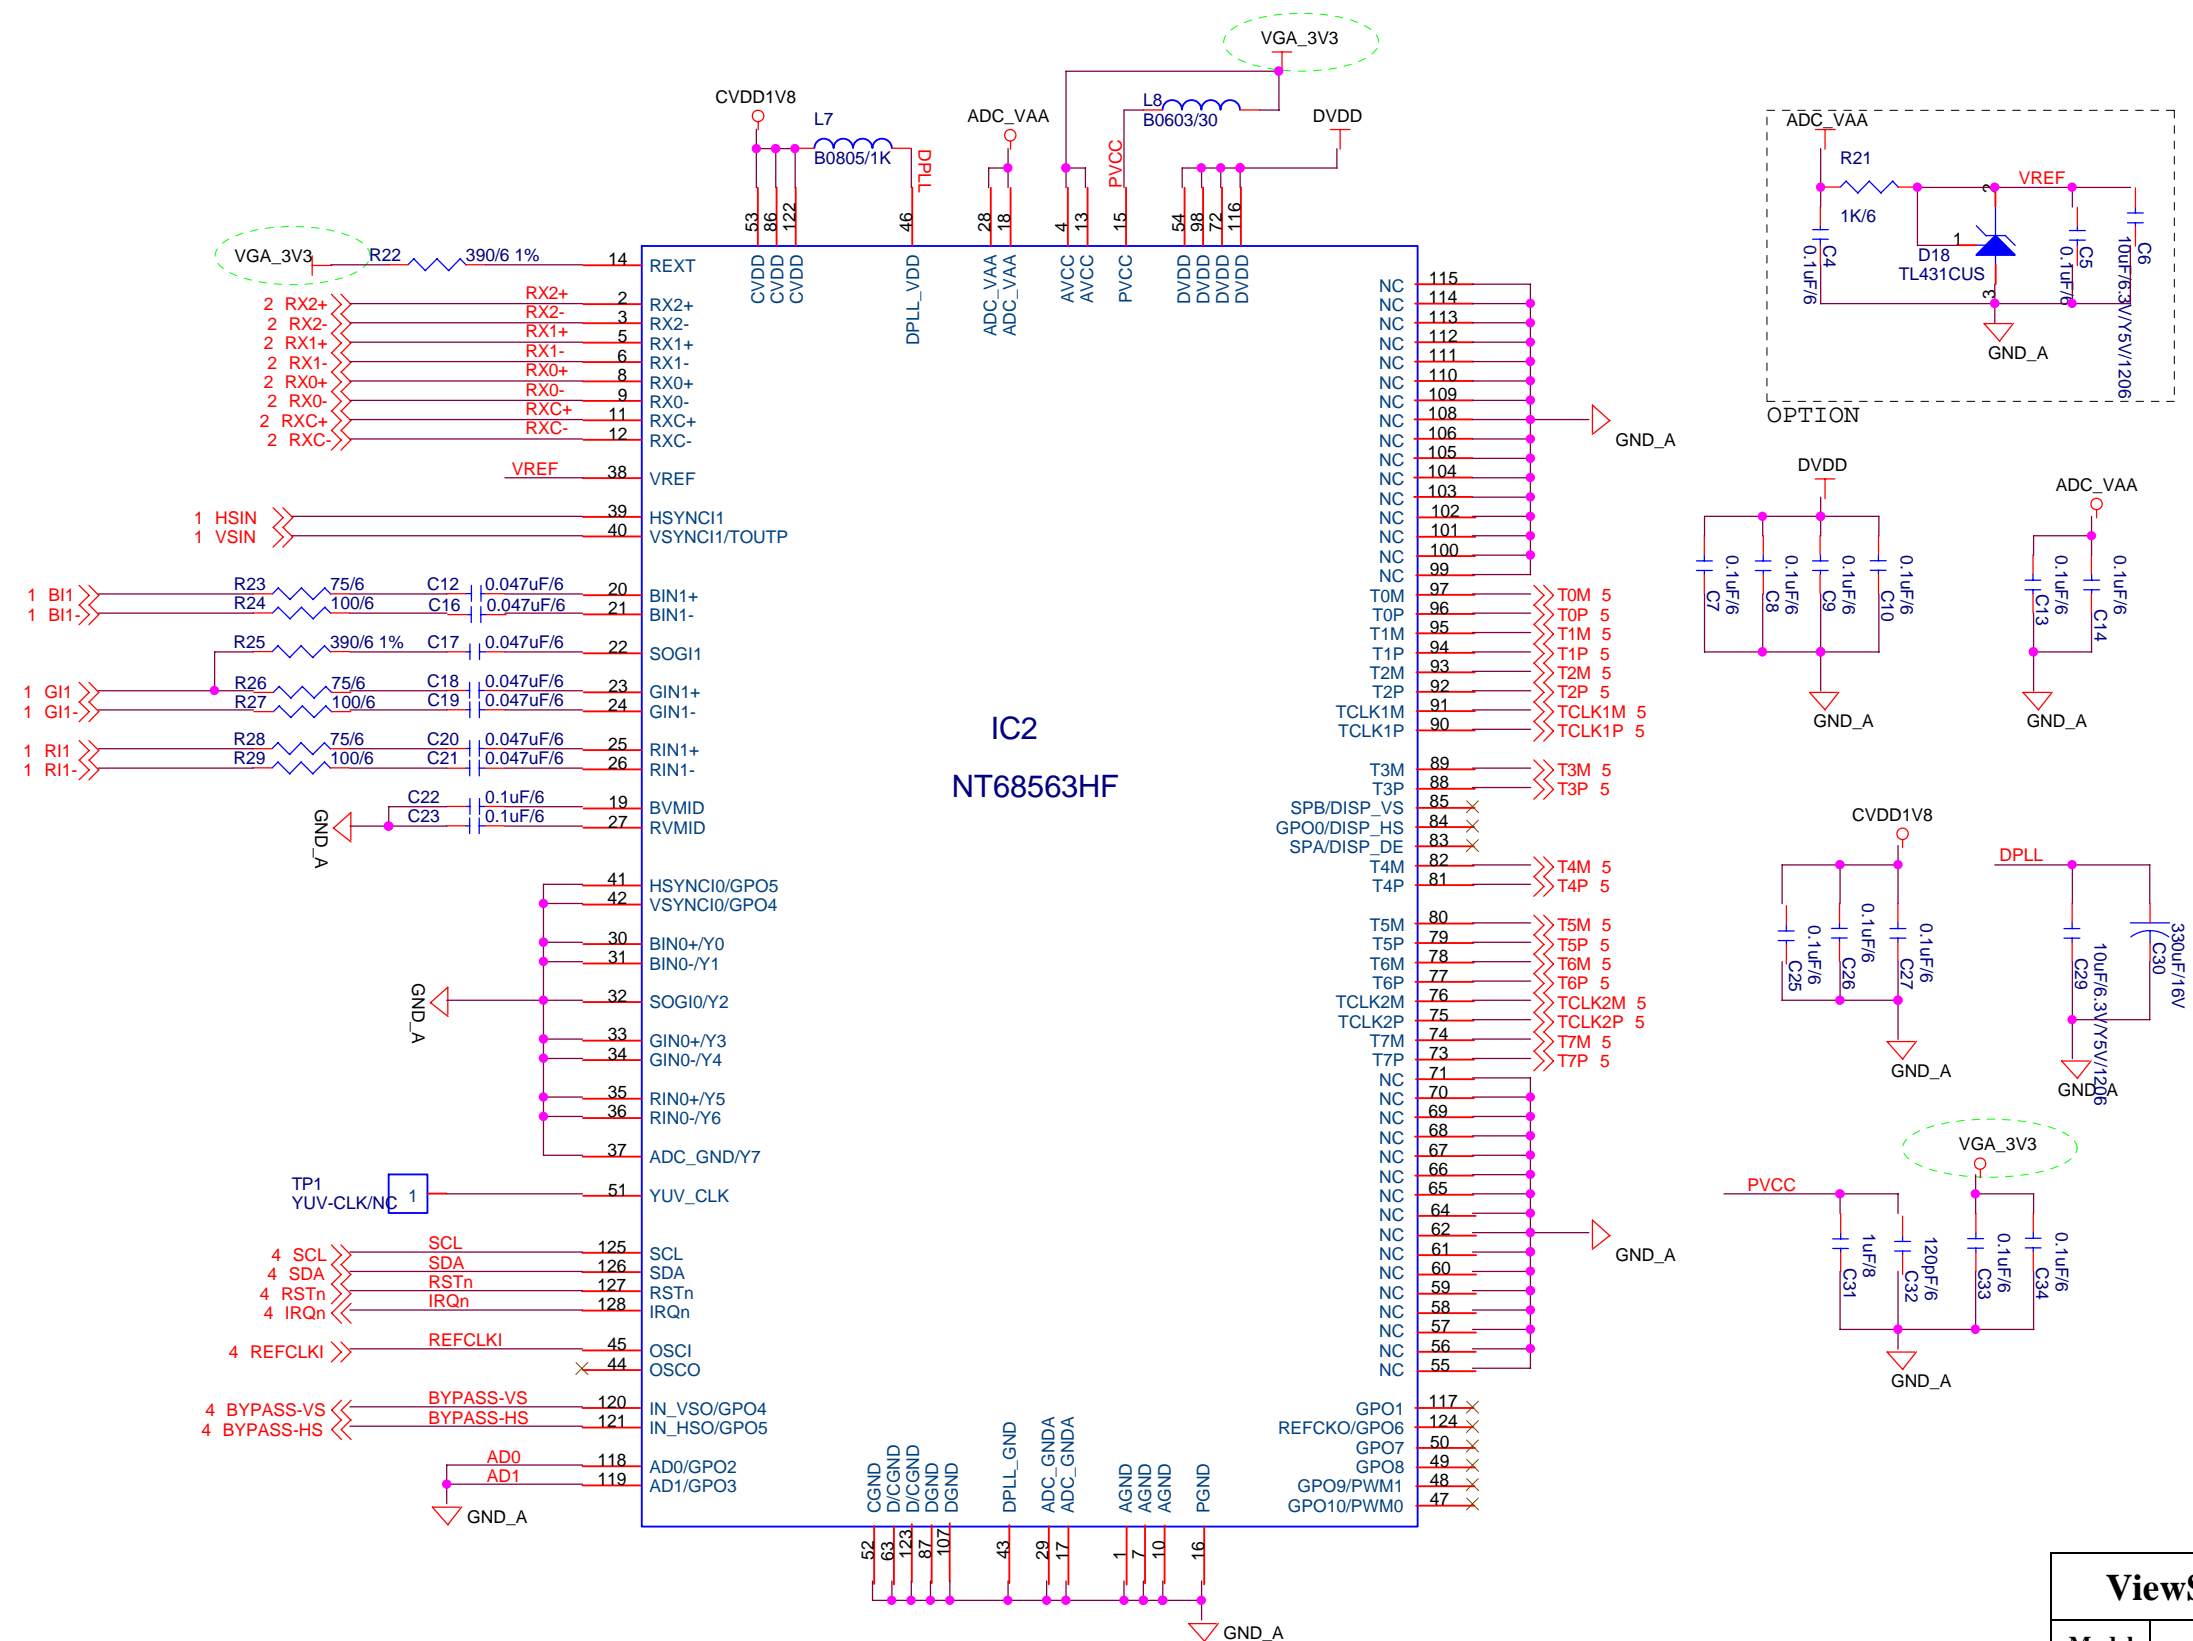 VGA_3V3
CVDD1V8
L7
B0805/1K
DPLL
ADC_VAA
L8
B0603/30
PVCC
DVDD
53 86 122 46 28 18 4 13 15 54 98 72 116
CVDD CVDD CVDD DPLL_VDD ADC_VAA ADC_VAA AVCC AVCC PVCC DVDD DVDD DVDD DVDD
VGA_3V3 R22 390/6 1% 14 REXT
2 RX2+ RX2+ 2 RX2+
2 RX2- RX2- 3 RX2-
2 RX1+ RX1+ 5 RX1+
2 RX1- RX1- 6 RX1-
2 RX0+ RX0+ 8 RX0+
2 RX0- RX0- 9 RX0-
2 RXC+ RXC+ 11 RXC+
2 RXC- RXC- 12 RXC-
VREF 38 VREF
1 HSIN 39 HSYNCI1
1 VSIN 40 VSYNCI1/TOUTP
1 BI1 R23 75/6 C12 0.047uF/6 20 BIN1+
1 BI1- R24 100/6 C16 0.047uF/6 21 BIN1-
R25 390/6 1% C17 0.047uF/6 22 SOGI1
1 GI1 R26 75/6 C18 0.047uF/6 23 GIN1+
1 GI1- R27 100/6 C19 0.047uF/6 24 GIN1-
1 RI1 R28 75/6 C20 0.047uF/6 25 RIN1+
1 RI1- R29 100/6 C21 0.047uF/6 26 RIN1-
C22 0.1uF/6 19 BVMID
C23 0.1uF/6 27 RVMID
GND_A
41 HSYNCI0/GPO5
42 VSYNCI0/GPO4
30 BIN0+/Y0
31 BIN0-/Y1
GND_A
32 SOGI0/Y2
33 GIN0+/Y3
34 GIN0-/Y4
35 RIN0+/Y5
36 RIN0-/Y6
37 ADC_GND/Y7
TP1
YUV-CLK/NC 1 51 YUV_CLK
4 SCL SCL 125 SCL
4 SDA SDA 126 SDA
4 RSTn RSTn 127 RSTn
4 IRQn IRQn 128 IRQn
4 REFCLKI REFCLKI 45 OSCI
44 OSCO
4 BYPASS-VS BYPASS-VS 120 IN_VSO/GPO4
4 BYPASS-HS BYPASS-HS 121 IN_HSO/GPO5
AD0 118 AD0/GPO2
AD1 119 AD1/GPO3
GND_A
IC2
NT68563HF
NC 115
NC 114
NC 113
NC 112
NC 111
NC 110
NC 109
NC 108
GND_A
NC 106
NC 105
NC 104
NC 103
NC 102
NC 101
NC 100
NC 99
T0M 97 T0M 5
T0P 96 T0P 5
T1M 95 T1M 5
T1P 94 T1P 5
T2M 93 T2M 5
T2P 92 T2P 5
TCLK1M 91 TCLK1M 5
TCLK1P 90 TCLK1P 5
T3M 89 T3M 5
T3P 88 T3P 5
SPB/DISP_VS 85
GPO0/DISP_HS 84
SPA/DISP_DE 83
T4M 82 T4M 5
T4P 81 T4P 5
T5M 80 T5M 5
T5P 79 T5P 5
T6M 78 T6M 5
T6P 77 T6P 5
TCLK2M 76 TCLK2M 5
TCLK2P 75 TCLK2P 5
T7M 74 T7M 5
T7P 73 T7P 5
NC 71
NC 70
NC 69
NC 68
NC 67
NC 66
NC 65
NC 64
NC 62
GND_A
NC 61
NC 60
NC 59
NC 58
NC 57
NC 56
NC 55
GPO1 117
REFCKO/GPO6 124
GPO7 50
GPO8 49
GPO9/PWM1 48
GPO10/PWM0 47
CGND D/CGND D/CGND DGND DGND DPLL_GND ADC_GNDA ADC_GNDA AGND AGND AGND PGND
52 63 123 87 107 43 29 17 1 7 10 16
GND_A
ADC_VAA
R21
1K/6
VREF
2
1
3
D18
TL431CUS
C4
0.1uF/6
C5
0.1uF/6
C6
10uF/6.3V/Y5V/1206
GND_A
OPTION
DVDD
0.1uF/6 C7
0.1uF/6 C8
0.1uF/6 C9
0.1uF/6 C10
GND_A
ADC_VAA
0.1uF/6 C13
0.1uF/6 C14
GND_A
CVDD1V8
0.1uF/6 C25
0.1uF/6 C26
0.1uF/6 C27
GND_A
DPLL
10uF/6.3V/Y5V/1206 C29
330uF/16V C30
GND_A
VGA_3V3
PVCC
1uF/8 C31
120pF/6 C32
0.1uF/6 C33
0.1uF/6 C34
GND_A